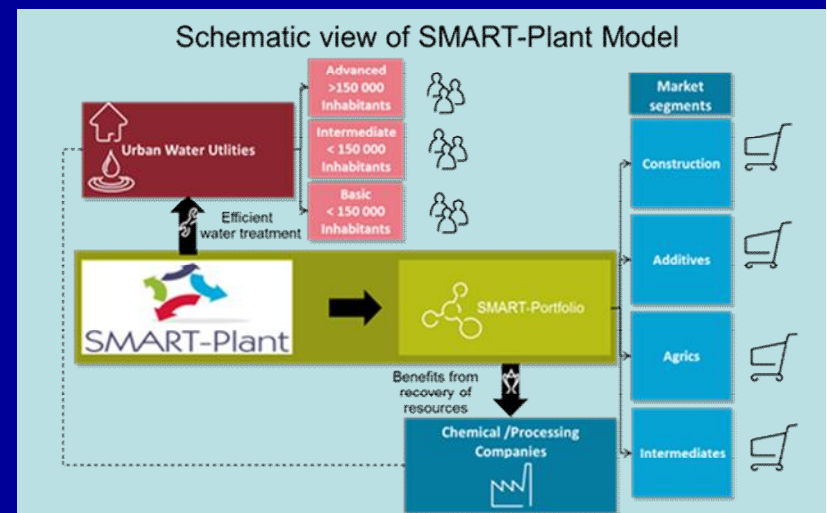 Schematic view of SMART-Plant Model
Advanced
>150 000
Inhabitants
Intermediate
< 150 000
Inhabitants
Basic
< 150 000
Inhabitants
Urban Water Utlities
Efficient
water treatment
SMART-Plant
SMART-Portfolio
Benefits from
recovery of
resources
Chemical /Processing
Companies
Market
segments
Construction
Additives
Agrics
Intermediates